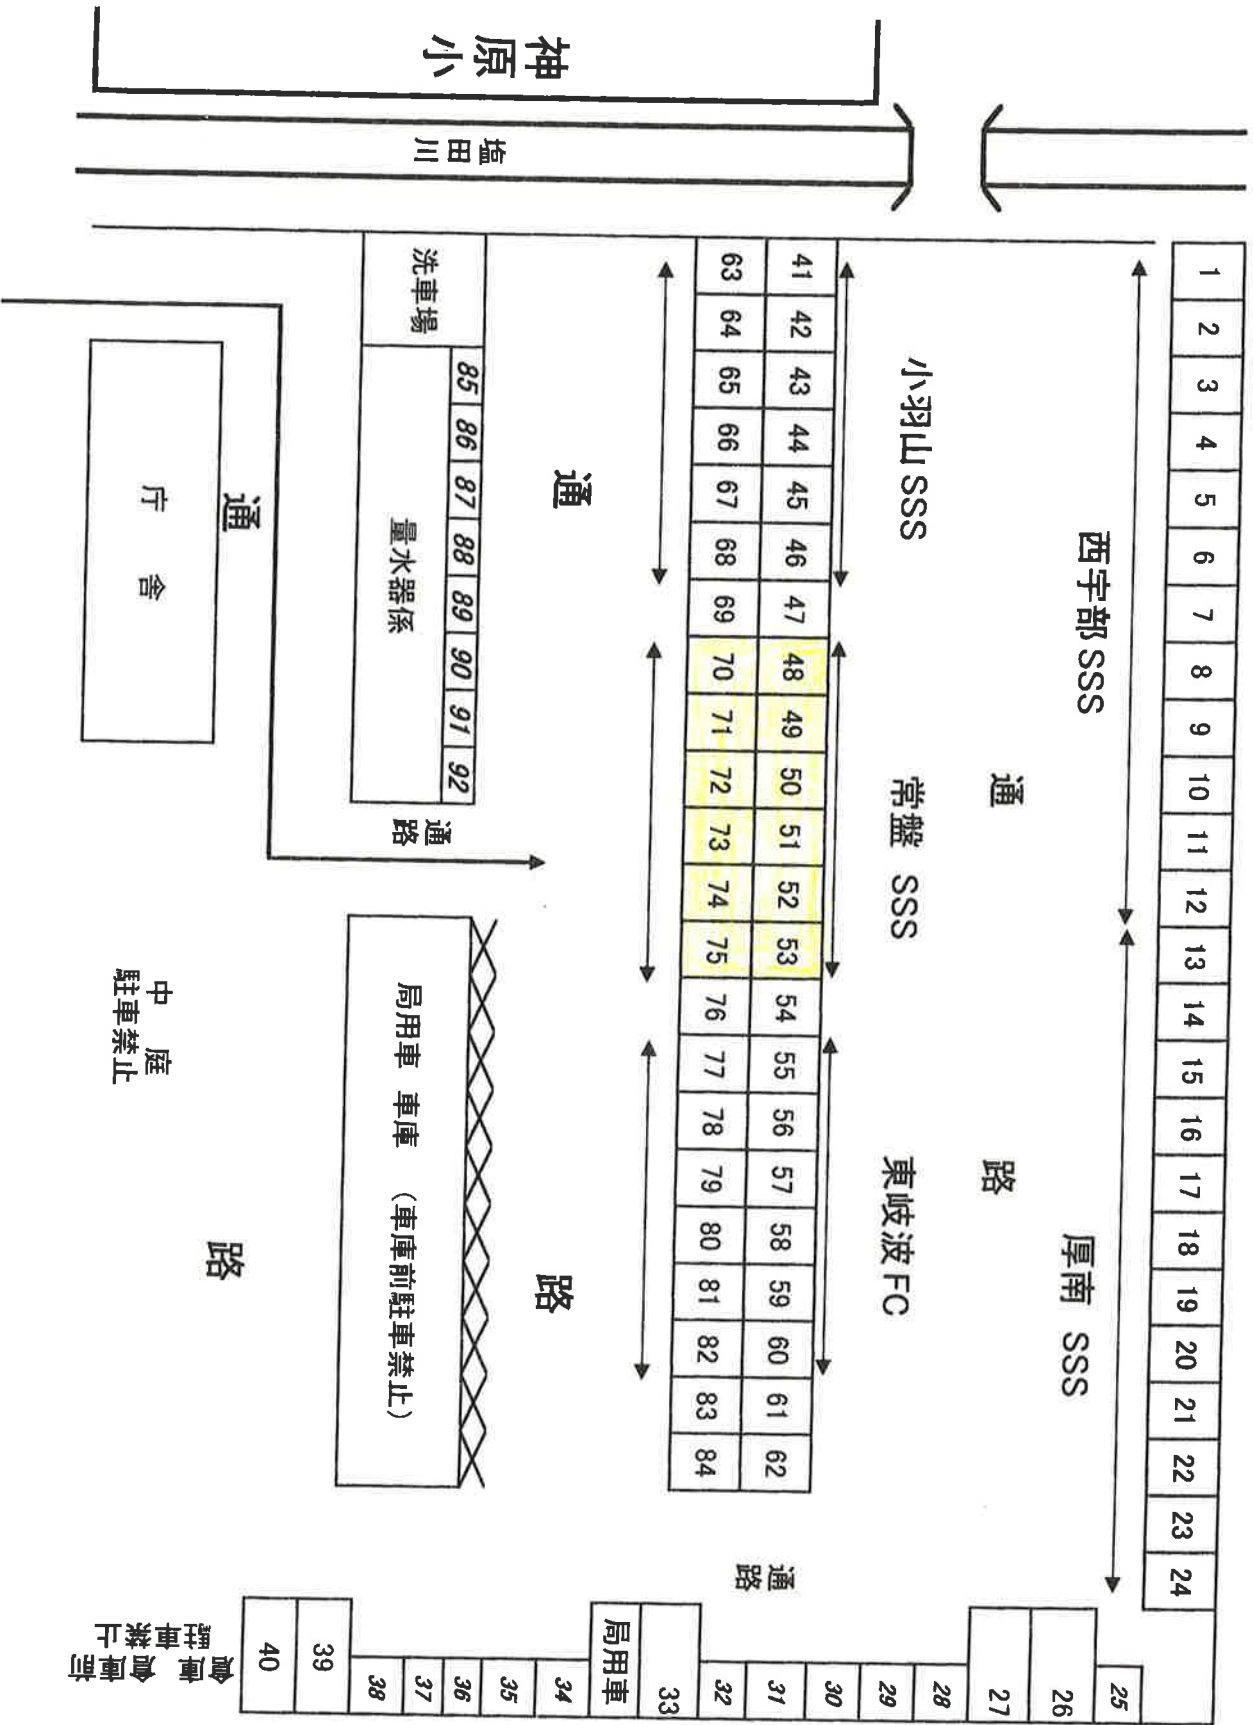 神原小
塩田川
1 2 3 4 5 6 7 8 9 10 11 12 13 14 15 16 17 18 19 20 21 22 23 24
西宇部 SSS
厚南 SSS
通 路
小羽山 SSS
常盤 SSS
東岐波 FC
41 42 43 44 45 46 47 48 49 50 51 52 53 54 55 56 57 58 59 60 61 62
63 64 65 66 67 68 69 70 71 72 73 74 75 76 77 78 79 80 81 82 83 84
通 路
通路
洗車場
85 86 87 88 89 90 91 92
量水器係
通路
局用車 車庫 (車庫前駐車禁止)
通 路
庁 舎
中 庭
駐車禁止
25
26
27
28
29
30
31
32
33
局用車
34
35
36
37
38
39
40
倉庫 倉庫前
駐車禁止